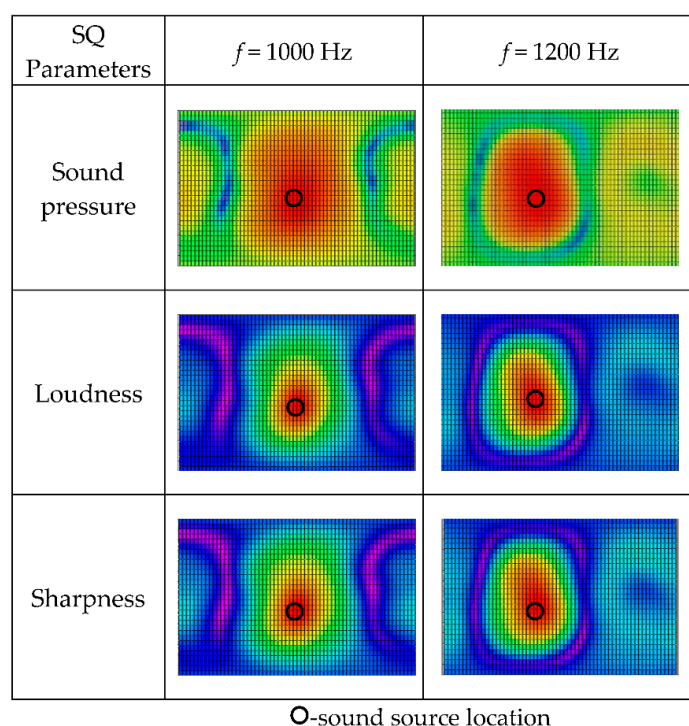 SQ
Parameters
f = 1000 Hz
f = 1200 Hz
Sound
pressure
Loudness
Sharpness
O-sound source location